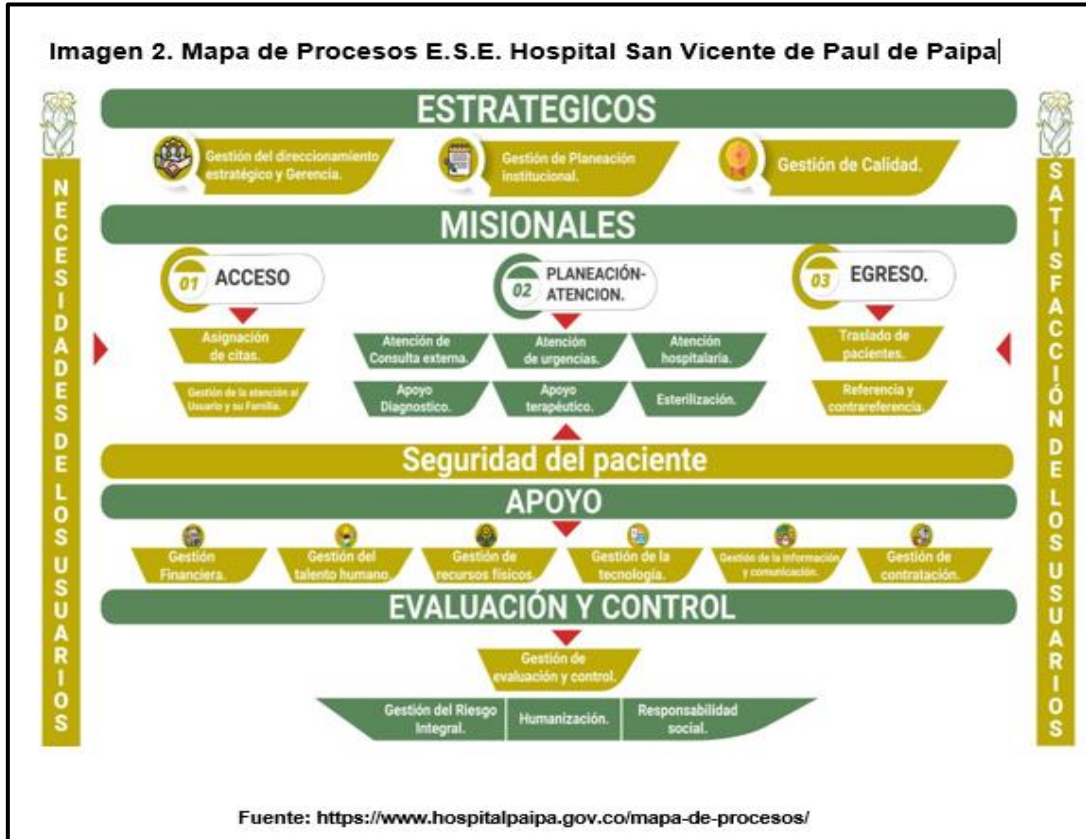 Imagen 2. Mapa de Procesos E.S.E. Hospital San Vicente de Paul de Paipa
NECESIDADES DE LOS USUARIOS
ESTRATEGICOS
Gestión del direccionamiento
estratégico y Gerencia.
Gestión de Planeación
institucional.
Gestión de Calidad.
MISIONALES
01 ACCESO
Asignación
de citas.
Gestión de la atención al
Usuario y su Familia.
02 PLANEACIÓN-
ATENCION.
Atención de
Consulta externa.
Atención
de urgencias.
Atención
hospitalaria.
Apoyo
Diagnostico.
Apoyo
terapéutico.
Esterilización.
03 EGRESO.
Traslado de
pacientes.
Referencia y
contrareferencia.
Seguridad del paciente
APOYO
Gestión
Financiera.
Gestión del
talento humano.
Gestión de
recursos físicos.
Gestión de la
tecnología.
Gestión de la información
y comunicación.
Gestión de
contratación.
EVALUACIÓN Y CONTROL
Gestión de
evaluación y control.
Gestión del Riesgo
Integral.
Humanización.
Responsabilidad
social.
SATISFACCIÓN DE LOS USUARIOS
Fuente: https://www.hospitalpaipa.gov.co/mapa-de-procesos/